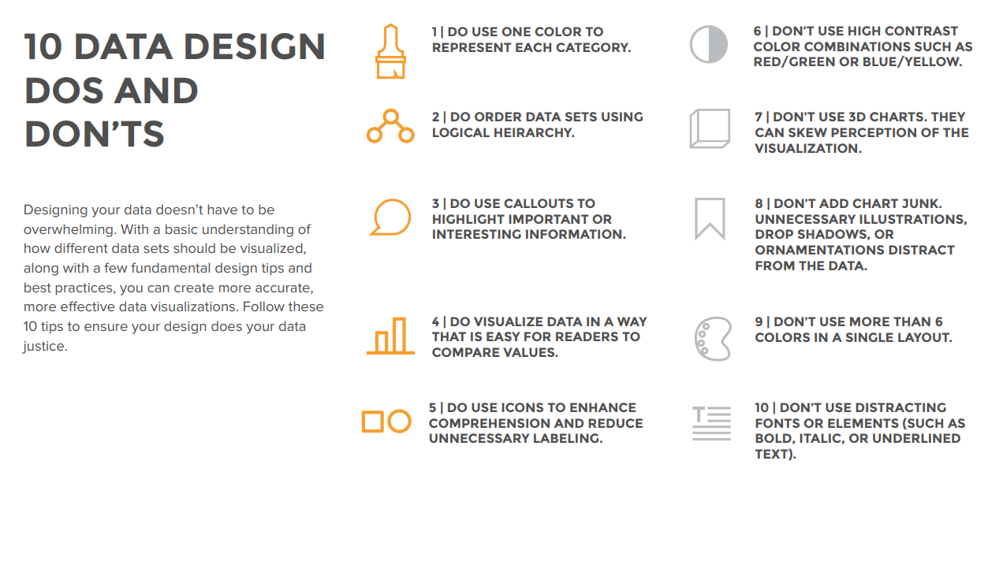 10 DATA DESIGN
DOS AND
DON’TS
Designing your data doesn’t have to be
overwhelming. With a basic understanding of
how different data sets should be visualized,
along with a few fundamental design tips and
best practices, you can create more accurate,
more effective data visualizations. Follow these
10 tips to ensure your design does your data
justice.
1 | DO USE ONE COLOR TO
REPRESENT EACH CATEGORY.
2 | DO ORDER DATA SETS USING
LOGICAL HEIRARCHY.
3 | DO USE CALLOUTS TO
HIGHLIGHT IMPORTANT OR
INTERESTING INFORMATION.
4 | DO VISUALIZE DATA IN A WAY
THAT IS EASY FOR READERS TO
COMPARE VALUES.
5 | DO USE ICONS TO ENHANCE
COMPREHENSION AND REDUCE
UNNECESSARY LABELING.
6 | DON’T USE HIGH CONTRAST
COLOR COMBINATIONS SUCH AS
RED/GREEN OR BLUE/YELLOW.
7 | DON’T USE 3D CHARTS. THEY
CAN SKEW PERCEPTION OF THE
VISUALIZATION.
8 | DON’T ADD CHART JUNK.
UNNECESSARY ILLUSTRATIONS,
DROP SHADOWS, OR
ORNAMENTATIONS DISTRACT
FROM THE DATA.
9 | DON’T USE MORE THAN 6
COLORS IN A SINGLE LAYOUT.
T
10 | DON’T USE DISTRACTING
FONTS OR ELEMENTS (SUCH AS
BOLD, ITALIC, OR UNDERLINED
TEXT).